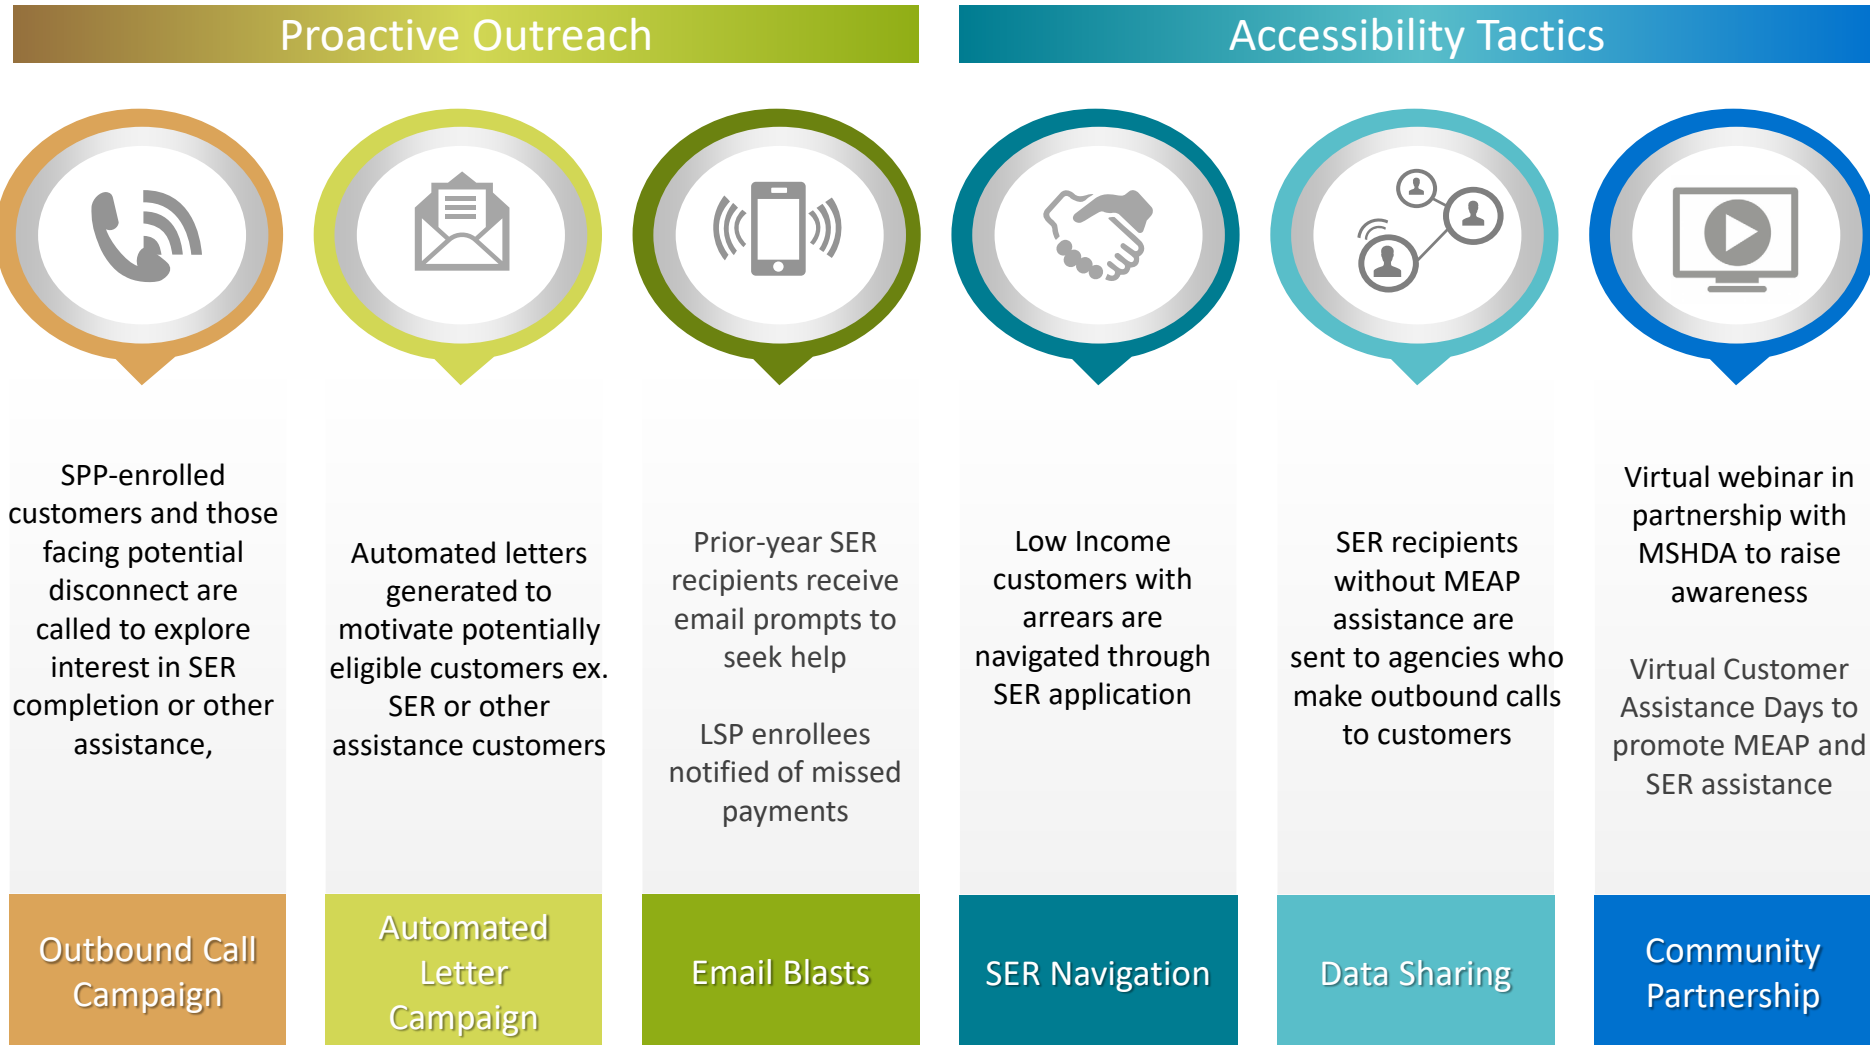 Proactive Outreach
Accessibility Tactics
SPP-enrolled
customers and those
facing potential
disconnect are
called to explore
interest in SER
completion or other
assistance,
Automated letters
generated to
motivate potentially
eligible customers ex.
SER or other
assistance customers
Prior-year SER
recipients receive
email prompts to
seek help
LSP enrollees
notified of missed
payments
Low Income
customers with
arrears are
navigated through
SER application
SER recipients
without MEAP
assistance are
sent to agencies who
make outbound calls
to customers
Virtual webinar in
partnership with
MSHDA to raise
awareness
Virtual Customer
Assistance Days to
promote MEAP and
SER assistance
Outbound Call
Campaign
Automated
Letter
Campaign
Email Blasts
SER Navigation
Data Sharing
Community
Partnership